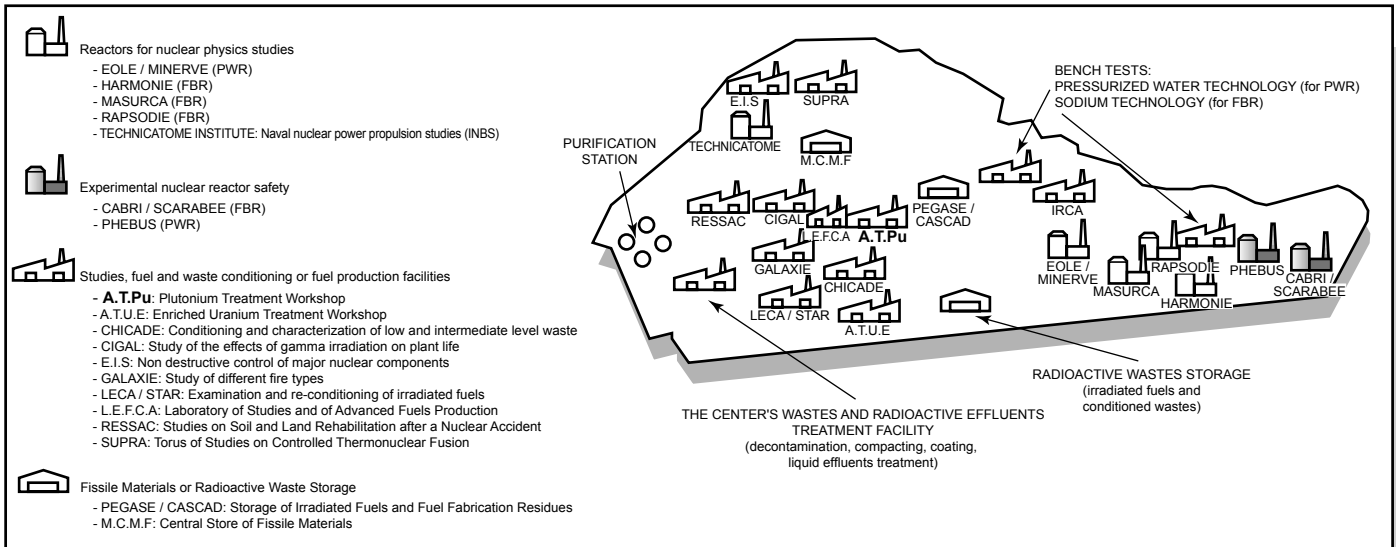 Reactors for nuclear physics studies
- EOLE / MINERVE (PWR)
- HARMONIE (FBR)
- MASURCA (FBR)
- RAPSODIE (FBR)
- TECHNICATOME INSTITUTE: Naval nuclear power propulsion studies (INBS)
Experimental nuclear reactor safety
- CABRI / SCARABEE (FBR)
- PHEBUS (PWR)
Studies, fuel and waste conditioning or fuel production facilities
- A.T.Pu: Plutonium Treatment Workshop
- A.T.U.E: Enriched Uranium Treatment Workshop
- CHICADE: Conditioning and characterization of low and intermediate level waste
- CIGAL: Study of the effects of gamma irradiation on plant life
- E.I.S: Non destructive control of major nuclear components
- GALAXIE: Study of different fire types
- LECA / STAR: Examination and re-conditioning of irradiated fuels
- L.E.F.C.A: Laboratory of Studies and of Advanced Fuels Production
- RESSAC: Studies on Soil and Land Rehabilitation after a Nuclear Accident
- SUPRA: Torus of Studies on Controlled Thermonuclear Fusion
Fissile Materials or Radioactive Waste Storage
- PEGASE / CASCAD: Storage of Irradiated Fuels and Fuel Fabrication Residues
- M.C.M.F: Central Store of Fissile Materials
BENCH TESTS:
PRESSURIZED WATER TECHNOLOGY (for PWR)
SODIUM TECHNOLOGY (for FBR)
E.I.S
SUPRA
TECHNICATOME
M.C.M.F
PURIFICATION
STATION
RESSAC
CIGAL
L.E.F.C.A
A.T.Pu
PEGASE /
CASCAD
IRCA
GALAXIE
CHICADE
LECA / STAR
A.T.U.E
EOLE /
MINERVE
MASURCA
RAPSODIE
HARMONIE
PHEBUS
CABRI /
SCARABEE
RADIOACTIVE WASTES STORAGE
(irradiated fuels and
conditioned wastes)
THE CENTER'S WASTES AND RADIOACTIVE EFFLUENTS
TREATMENT FACILITY
(decontamination, compacting, coating,
liquid effluents treatment)